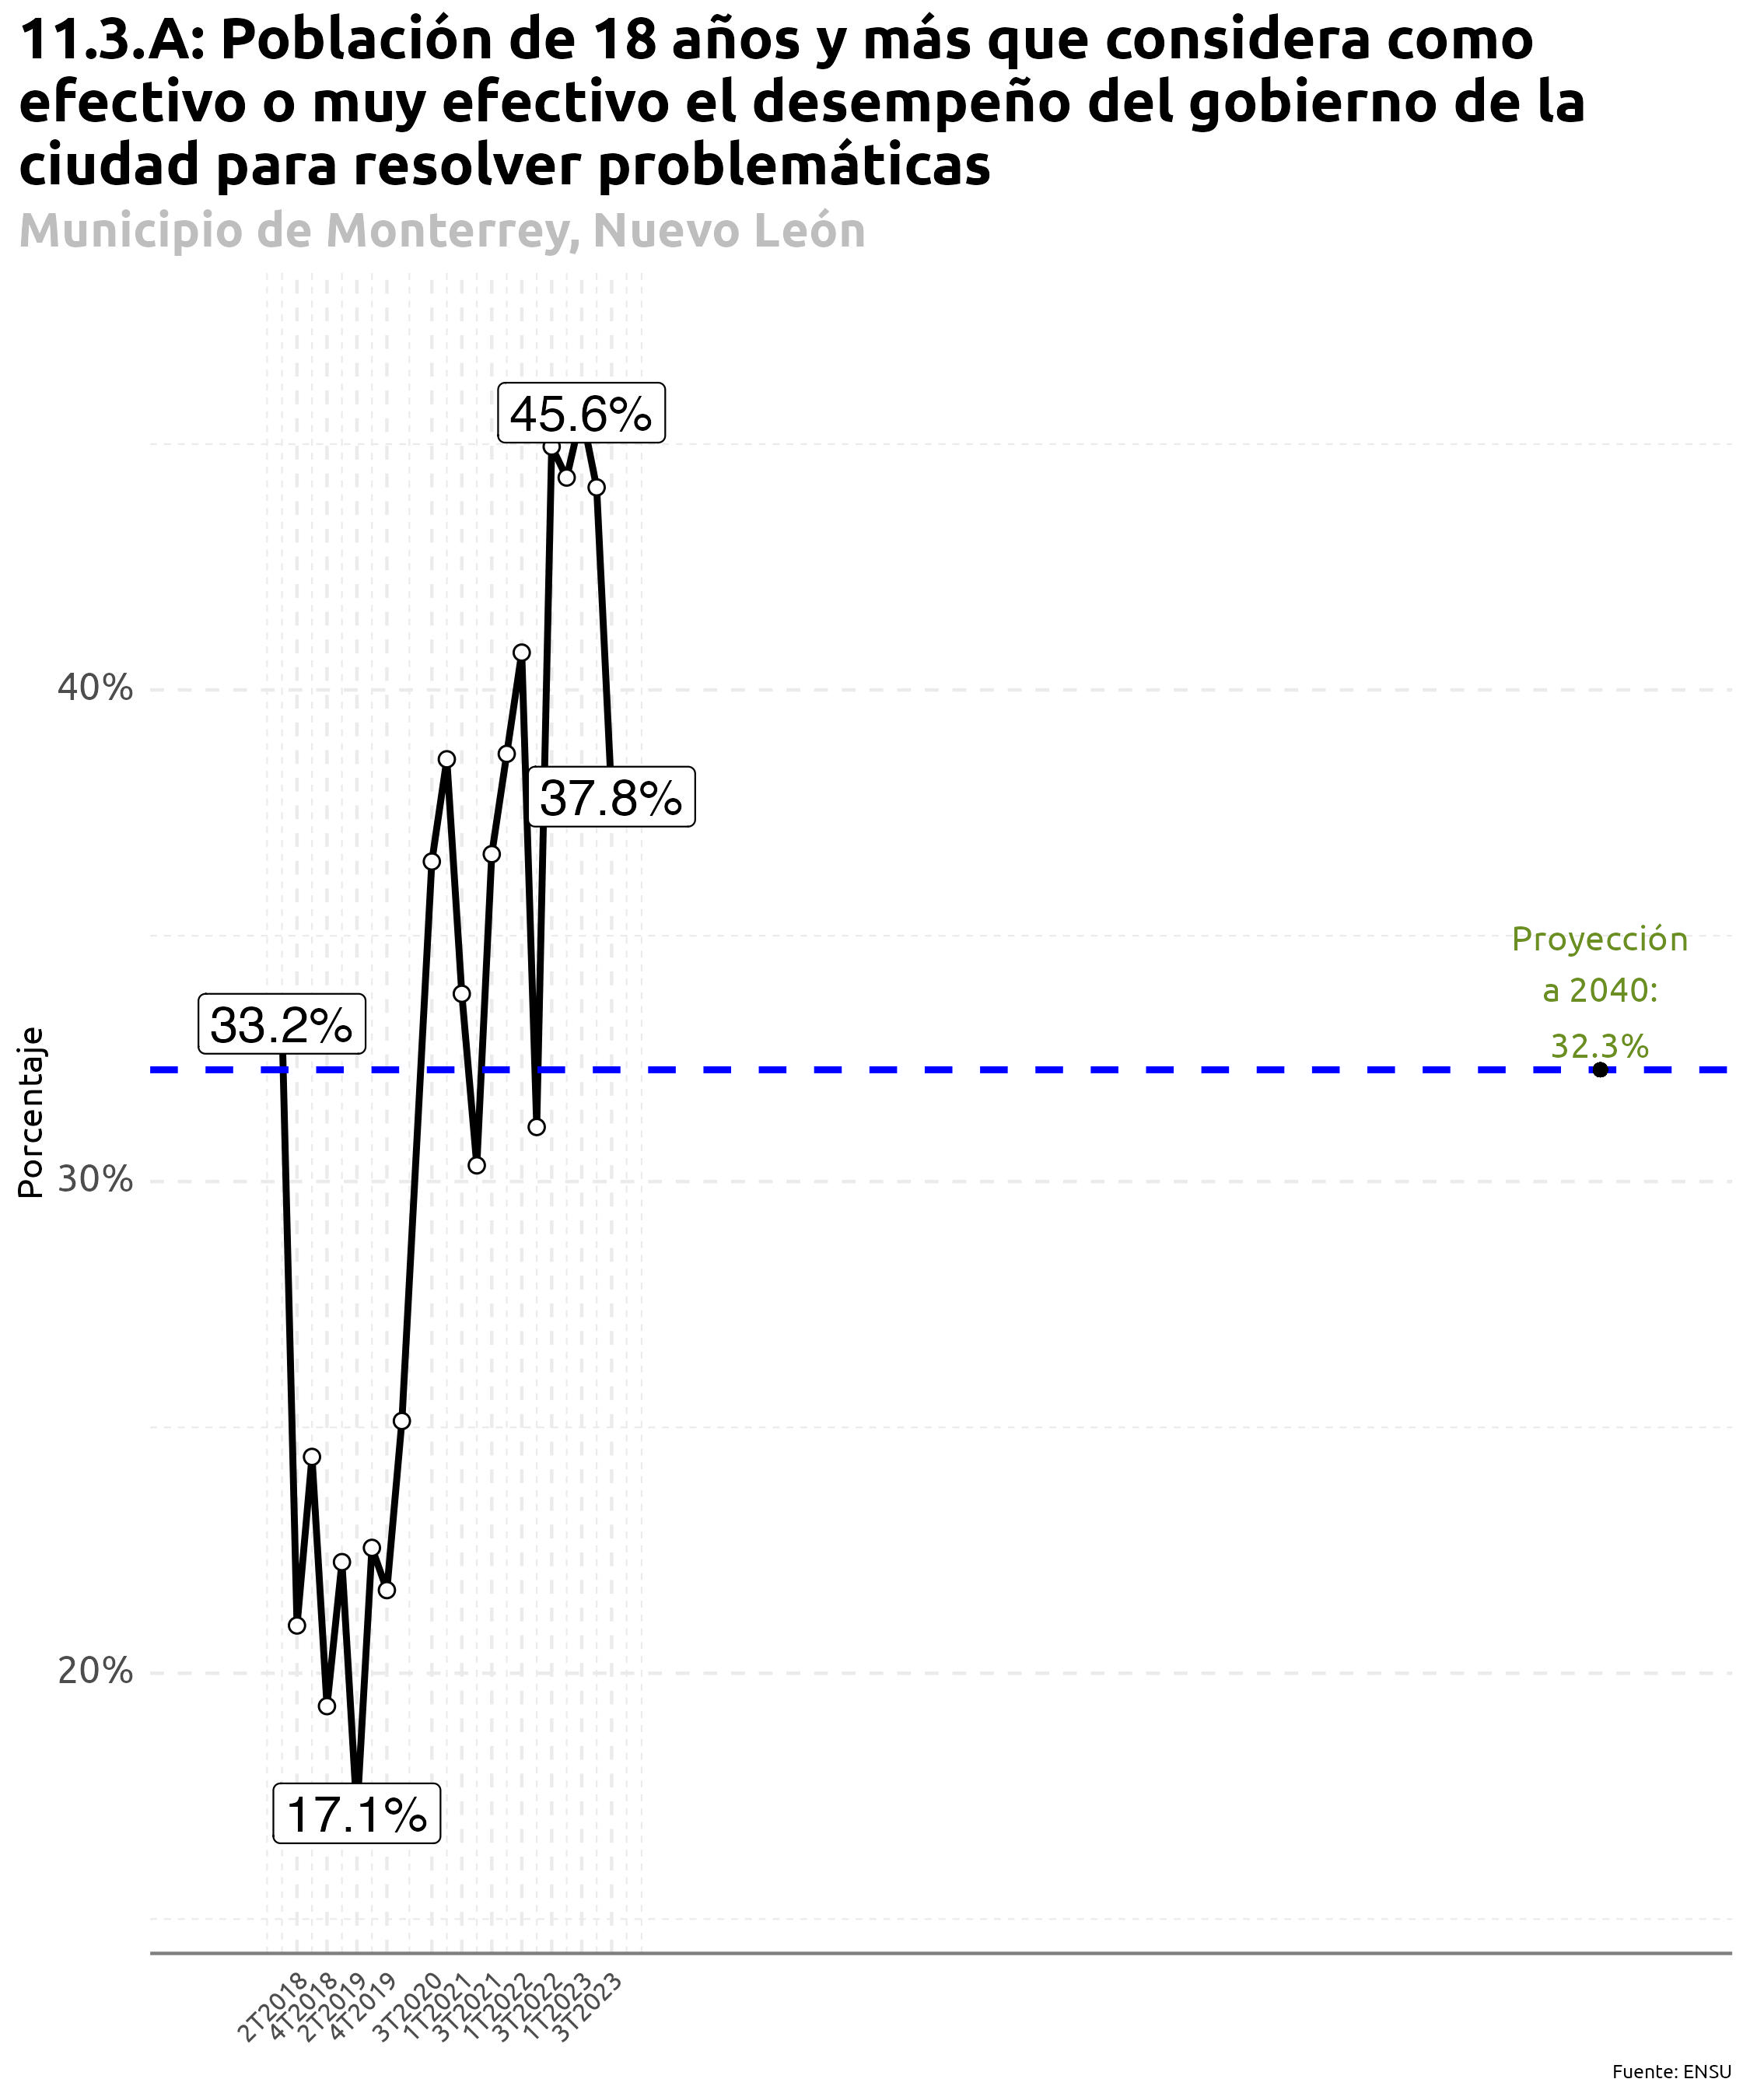 11.3.A: Población de 18 años y más que considera como
efectivo o muy efectivo el desempeño del gobierno de la
ciudad para resolver problemáticas
Municipio de Monterrey, Nuevo León
45.6%
40%
37.8%
Proyección
a 2040:
32.3%
33.2%
Porcentaje
30%
20%
17.1%
2T2018
4T2018
2T2019
4T2019
3T2020
1T2021
3T2021
1T2022
3T2022
1T2023
3T2023
Fuente: ENSU